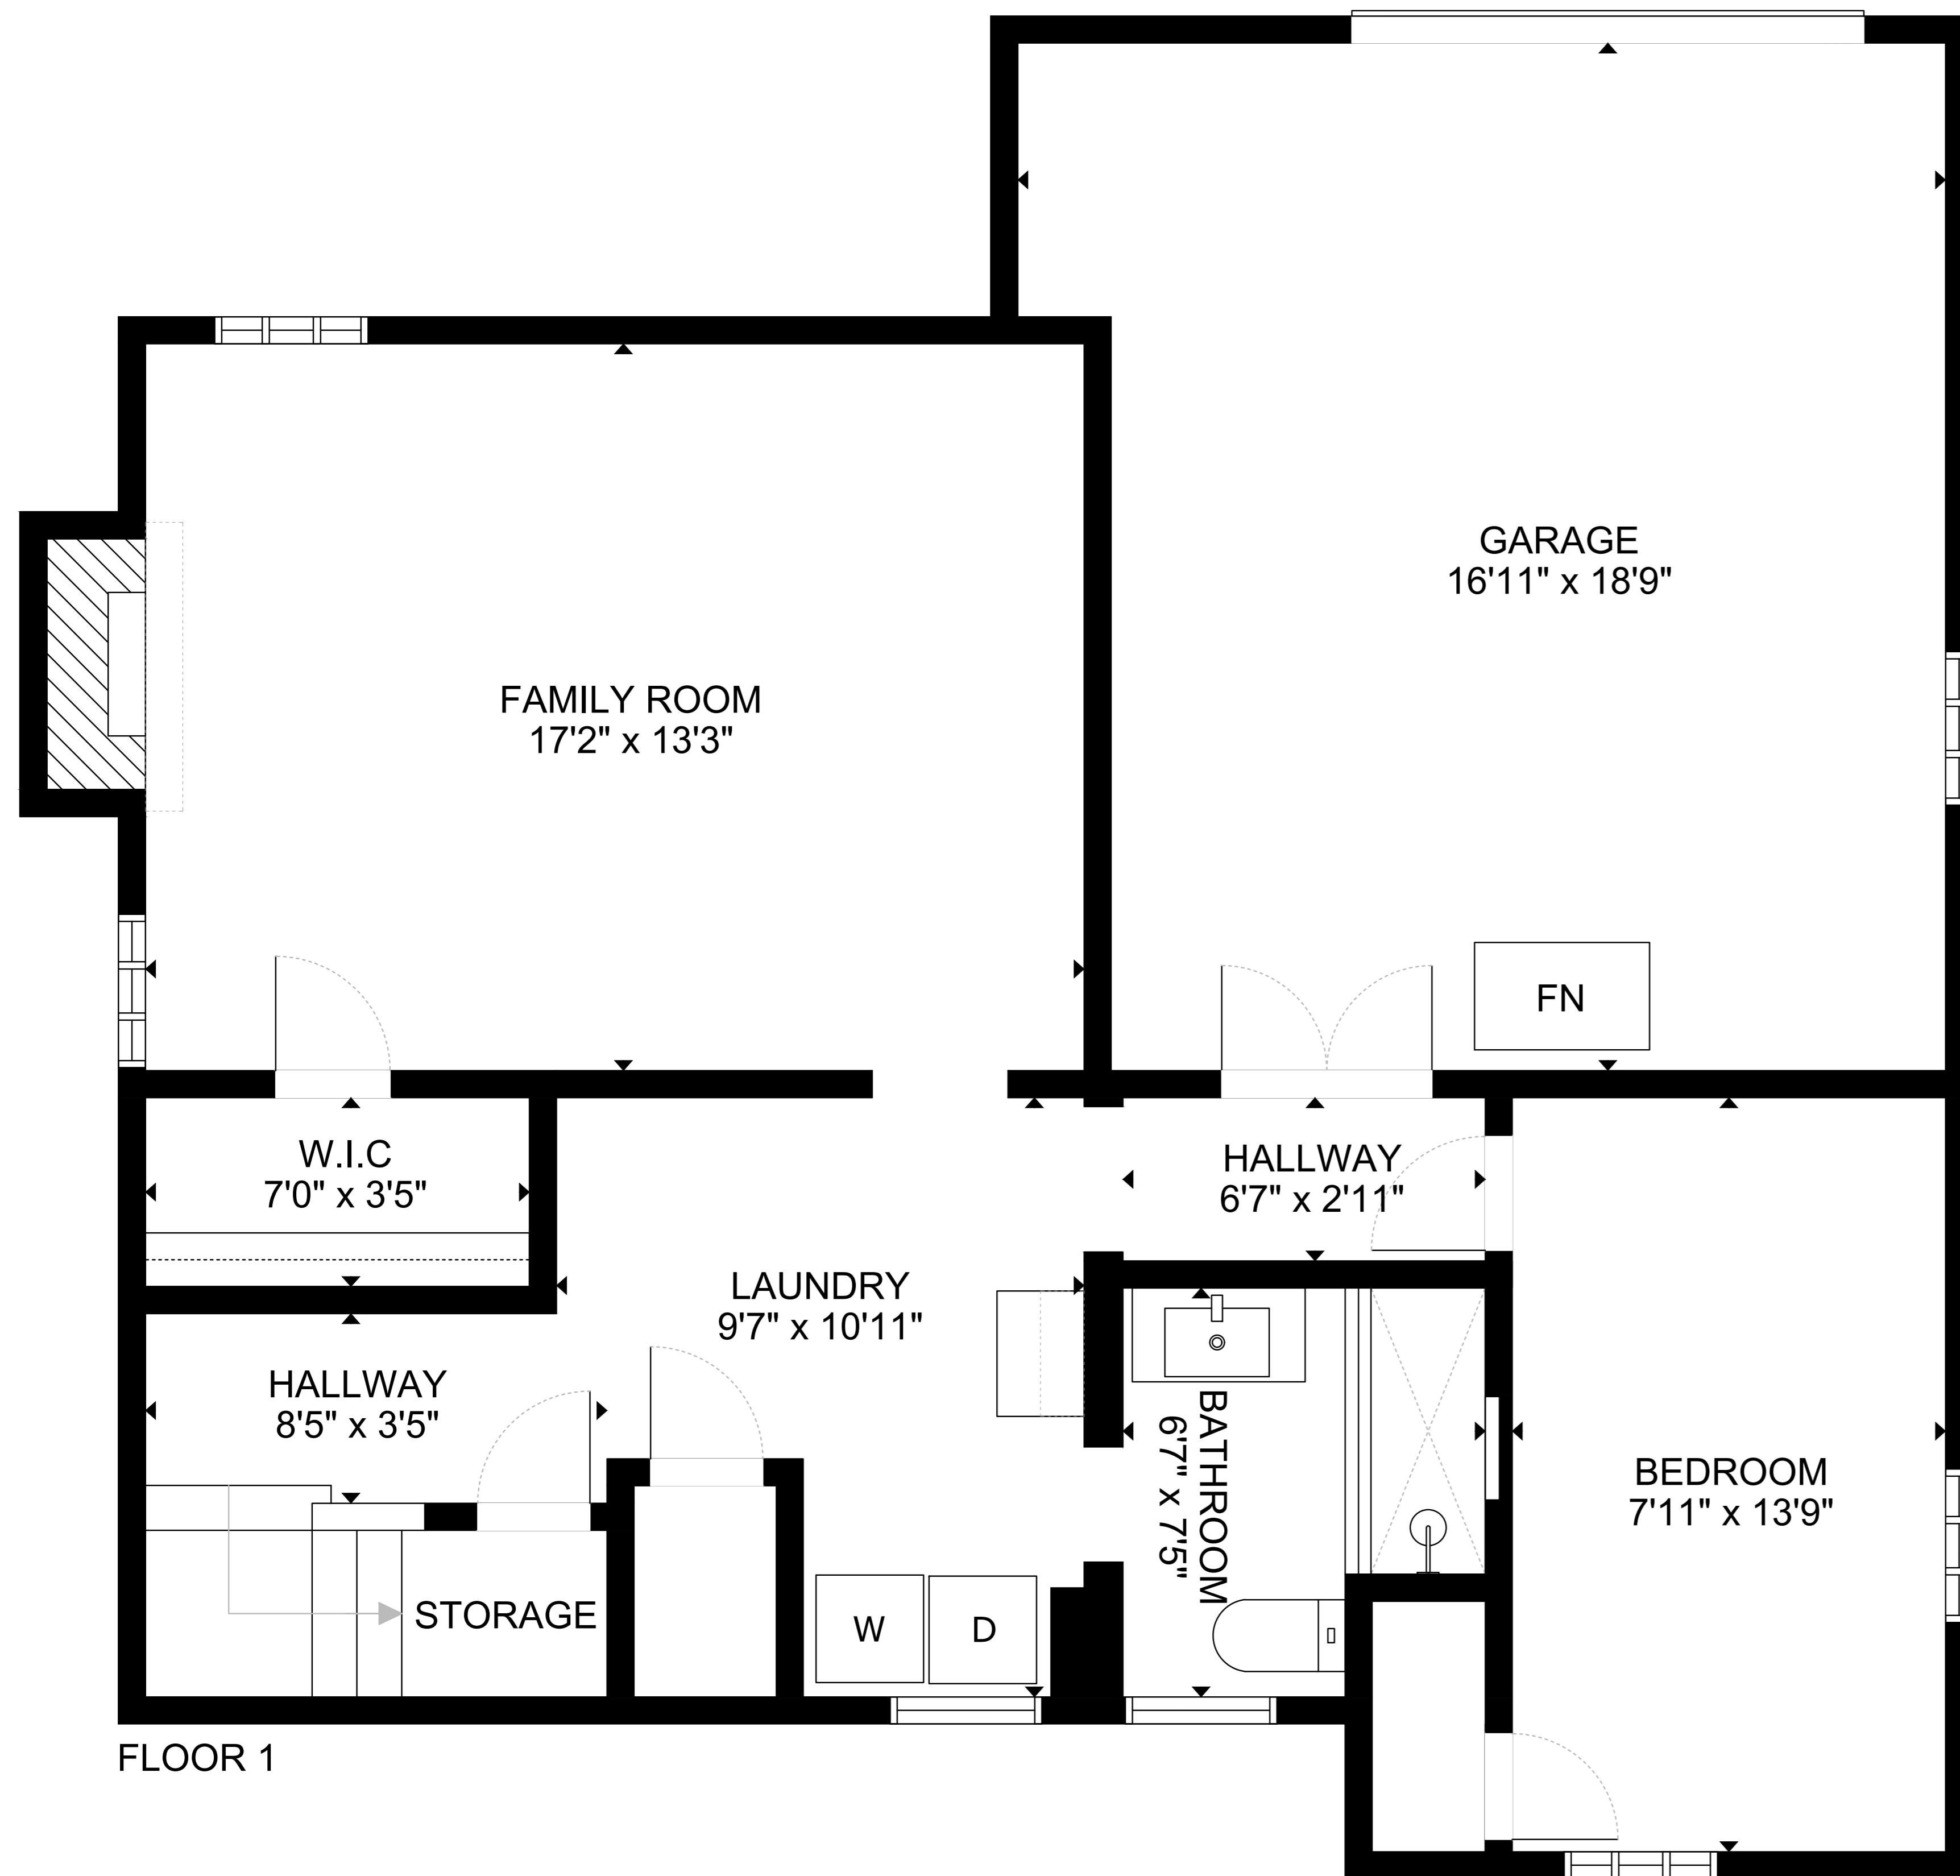 GARAGE
16'11" x 18'9"
FAMILY ROOM
17'2" x 13'3"
FN
W.I.C
7'0" x 3'5"
HALLWAY
6'7" x 2'11"
LAUNDRY
9'7" x 10'11"
HALLWAY
8'5" x 3'5"
BATHROOM
6'7" x 7'5"
BEDROOM
7'11" x 13'9"
STORAGE
W
D
FLOOR 1